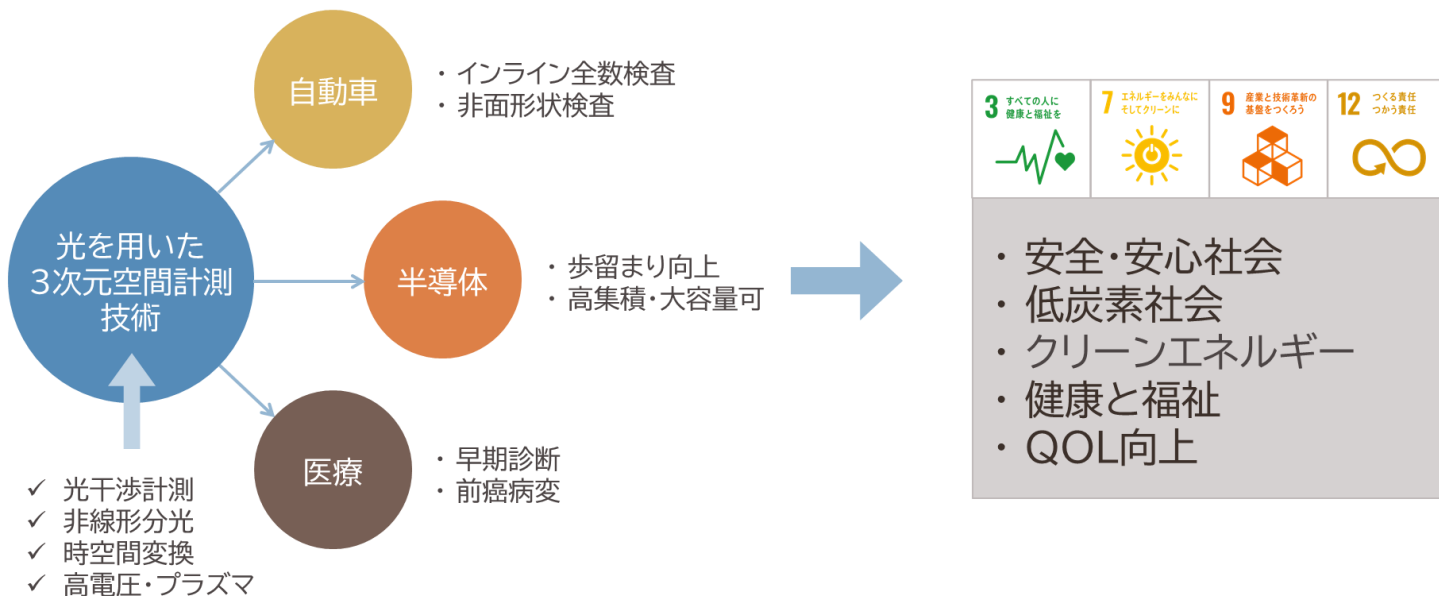 自動車
・ インライン全数検査
・ 非面形状検査
光を用いた
3次元空間計測
技術
半導体
・ 歩留まり向上
・ 高集積・大容量可
医療
・ 早期診断
・ 前癌病変
✓ 光干渉計測
✓ 非線形分光
✓ 時空間変換
✓ 高電圧・プラズマ
3 すべての人に
健康と福祉を
7 エネルギーをみんなに
そしてクリーンに
9 産業と技術革新の
基盤をつくろう
12 つくる責任
つかう責任
・ 安全・安心社会
・ 低炭素社会
・ クリーンエネルギー
・ 健康と福祉
・ QOL向上